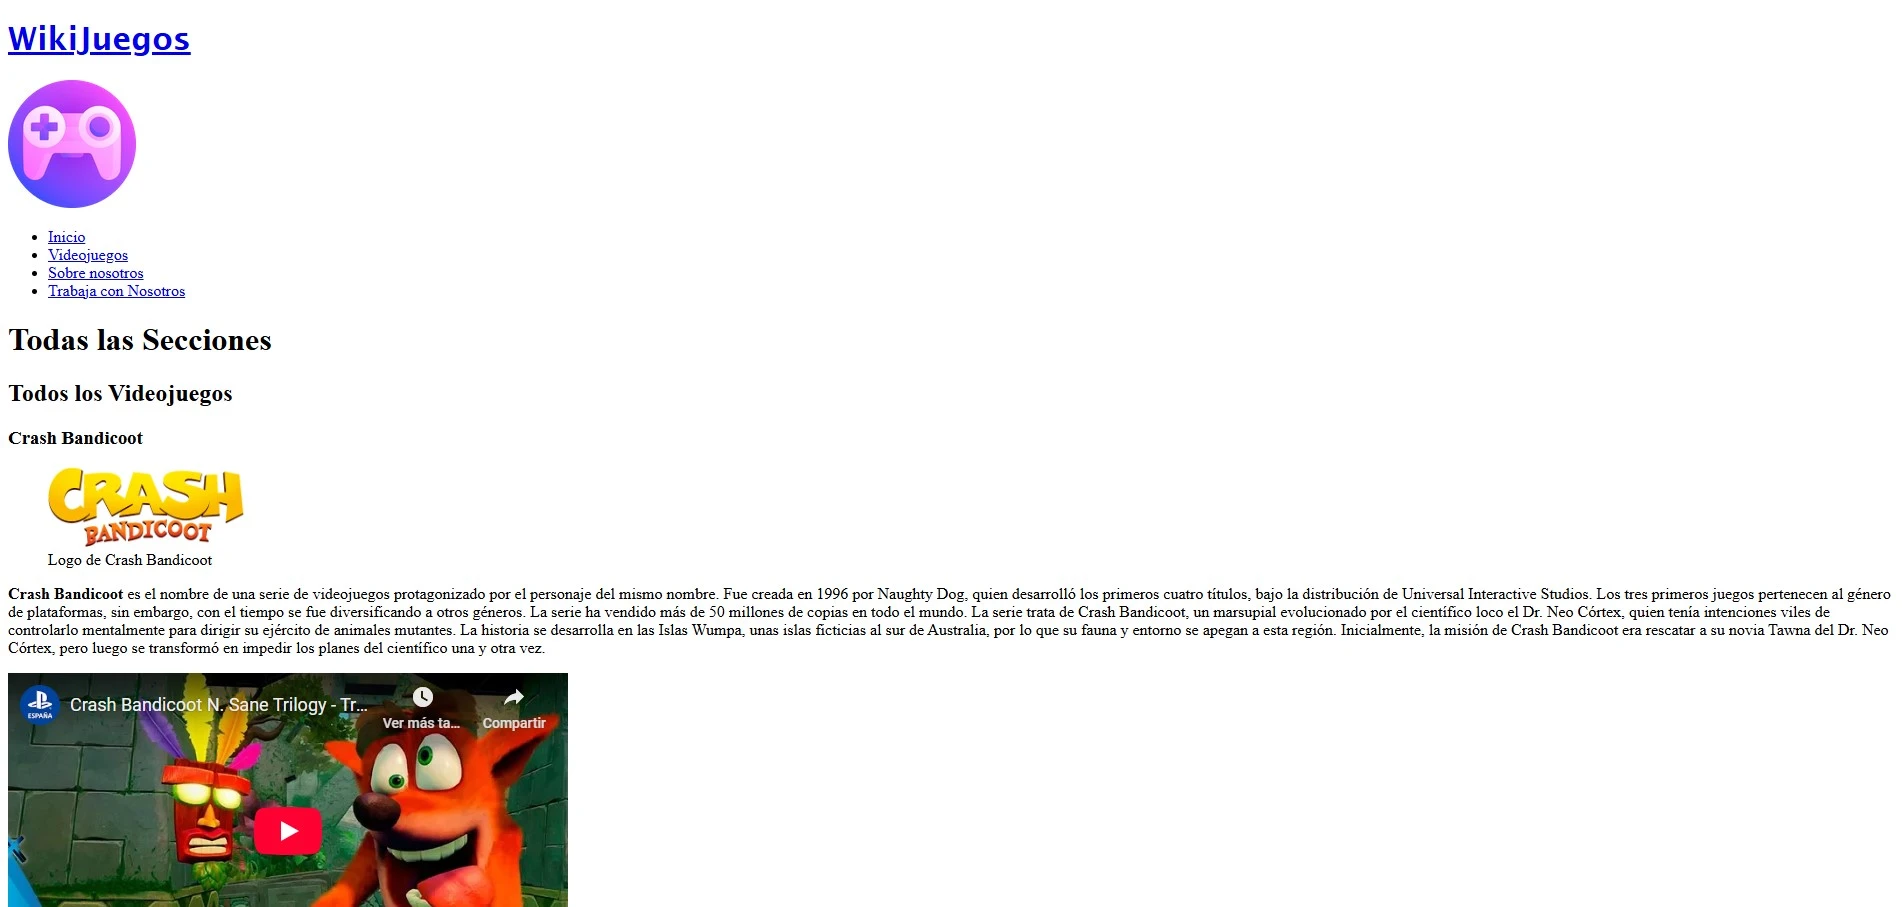 WikiJuegos
Inicio
Videojuegos
Sobre nosotros
Trabaja con Nosotros
Todas las Secciones
Todos los Videojuegos
Crash Bandicoot
CRASH
BANDICOOT
Logo de Crash Bandicoot
Crash Bandicoot es el nombre de una serie de videojuegos protagonizado por el personaje del mismo nombre. Fue creada en 1996 por Naughty Dog, quien desarrolló los primeros cuatro títulos, bajo la distribución de Universal Interactive Studios. Los tres primeros juegos pertenecen al género
de plataformas, sin embargo, con el tiempo se fue diversificando a otros géneros. La serie ha vendido más de 50 millones de copias en todo el mundo. La serie trata de Crash Bandicoot, un marsupial evolucionado por el científico loco el Dr. Neo Córtex, quien tenía intenciones viles de
controlarlo mentalmente para dirigir su ejército de animales mutantes. La historia se desarrolla en las Islas Wumpa, unas islas ficticias al sur de Australia, por lo que su fauna y entorno se apegan a esta región. Inicialmente, la misión de Crash Bandicoot era rescatar a su novia Tawna del Dr. Neo
Córtex, pero luego se transformó en impedir los planes del científico una y otra vez.
ESPAÑA
Crash Bandicoot N. Sane Trilogy - Tr...
Ver más ta...
Compartir